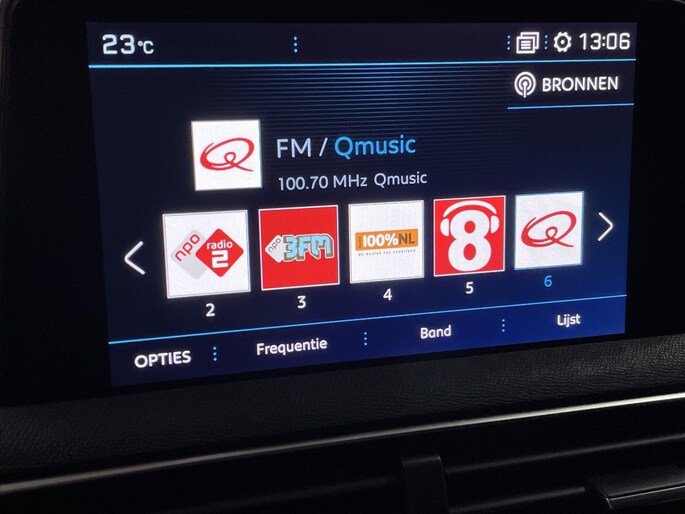 23°C
13:06
BRONNEN
FM / Qmusic
100.70 MHz Qmusic
npo radio 2
npo 3FM
100%NL
8
Q
2
3
4
5
6
OPTIES
Frequentie
Band
Lijst